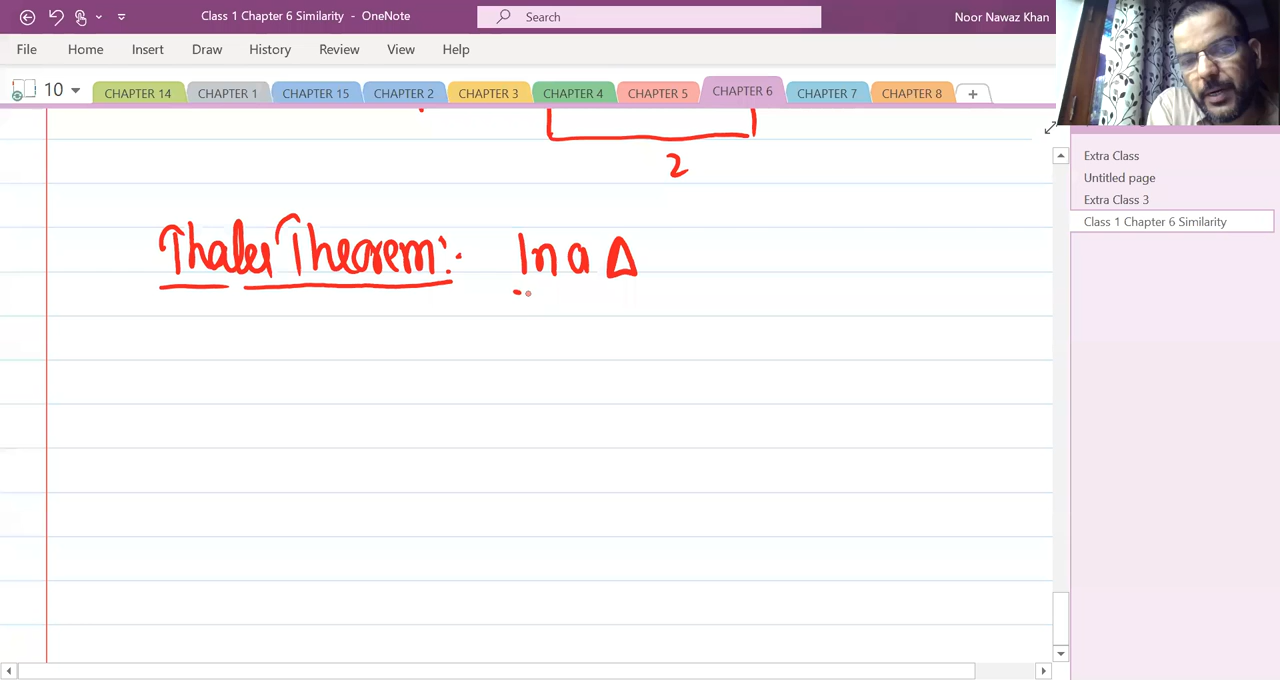 Class 1 Chapter 6 Similarity - OneNote
Search
Noor Nawaz Khan
File Home Insert Draw History Review View Help
10 CHAPTER 14 CHAPTER 1 CHAPTER 15 CHAPTER 2 CHAPTER 3 CHAPTER 4 CHAPTER 5 CHAPTER 6 CHAPTER 7 CHAPTER 8 +
Extra Class
Untitled page
Extra Class 3
Class 1 Chapter 6 Similarity
2
Thales Theorem:- In a Δ